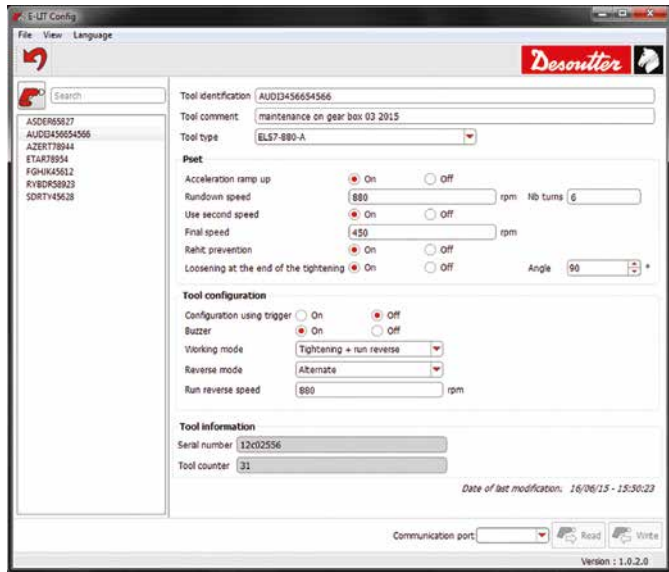 E-LIT Config
File View Language
Desoutter
Search
ASDER65827
AUDI3456654566
AZERT78944
ETAR78954
FGHJK45612
RYBDR58923
SDRTY45628
Tool identification AUDI3456654566
Tool comment maintenance on gear box 03 2015
Tool type ELS7-880-A
Pset
Acceleration ramp up On Off
Rundown speed 880 rpm Nb turns 6
Use second speed On Off
Final speed 450 rpm
Rehit prevention On Off
Loosening at the end of the tightening On Off Angle 90 °
Tool configuration
Configuration using trigger On Off
Buzzer On Off
Working mode Tightening + run reverse
Reverse mode Alternate
Run reverse speed 880 rpm
Tool information
Serial number 12c02556
Tool counter 31
Date of last modification: 16/06/15 - 15:50:23
Communication port: Read Write
Version : 1.0.2.0